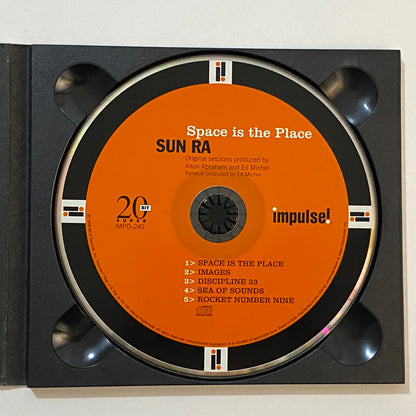 Space is the Place
SUN RA
Original sessions produced by
Alton Abraham and Ed Michel
Reissue produced by Ed Michel
20 BIT
SUPER
IMPD-249
impulse!
1> SPACE IS THE PLACE
2> IMAGES
3> DISCIPLINE 33
4> SEA OF SOUNDS
5> ROCKET NUMBER NINE